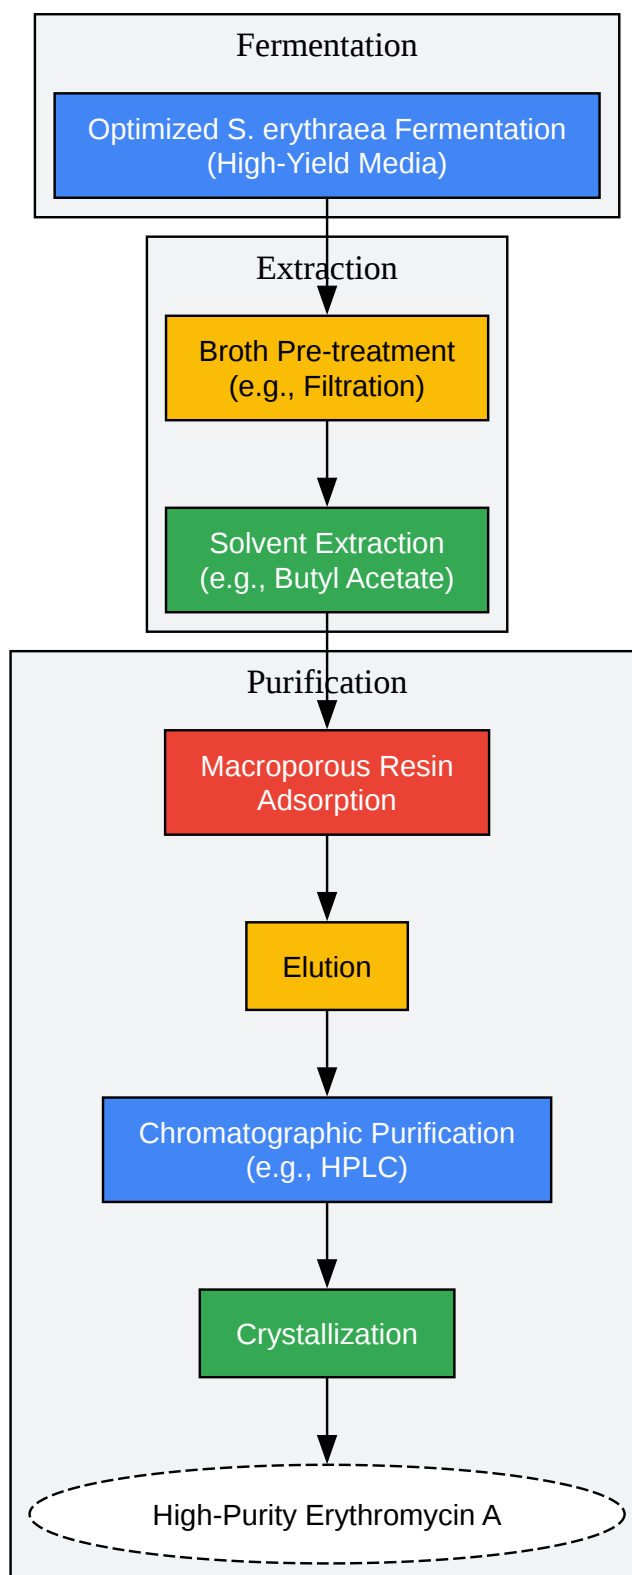 Fermentation
Optimized S. erythraea Fermentation
(High-Yield Media)
Extraction
Broth Pre-treatment
(e.g., Filtration)
Solvent Extraction
(e.g., Butyl Acetate)
Purification
Macroporous Resin
Adsorption
Elution
Chromatographic Purification
(e.g., HPLC)
Crystallization
High-Purity Erythromycin A